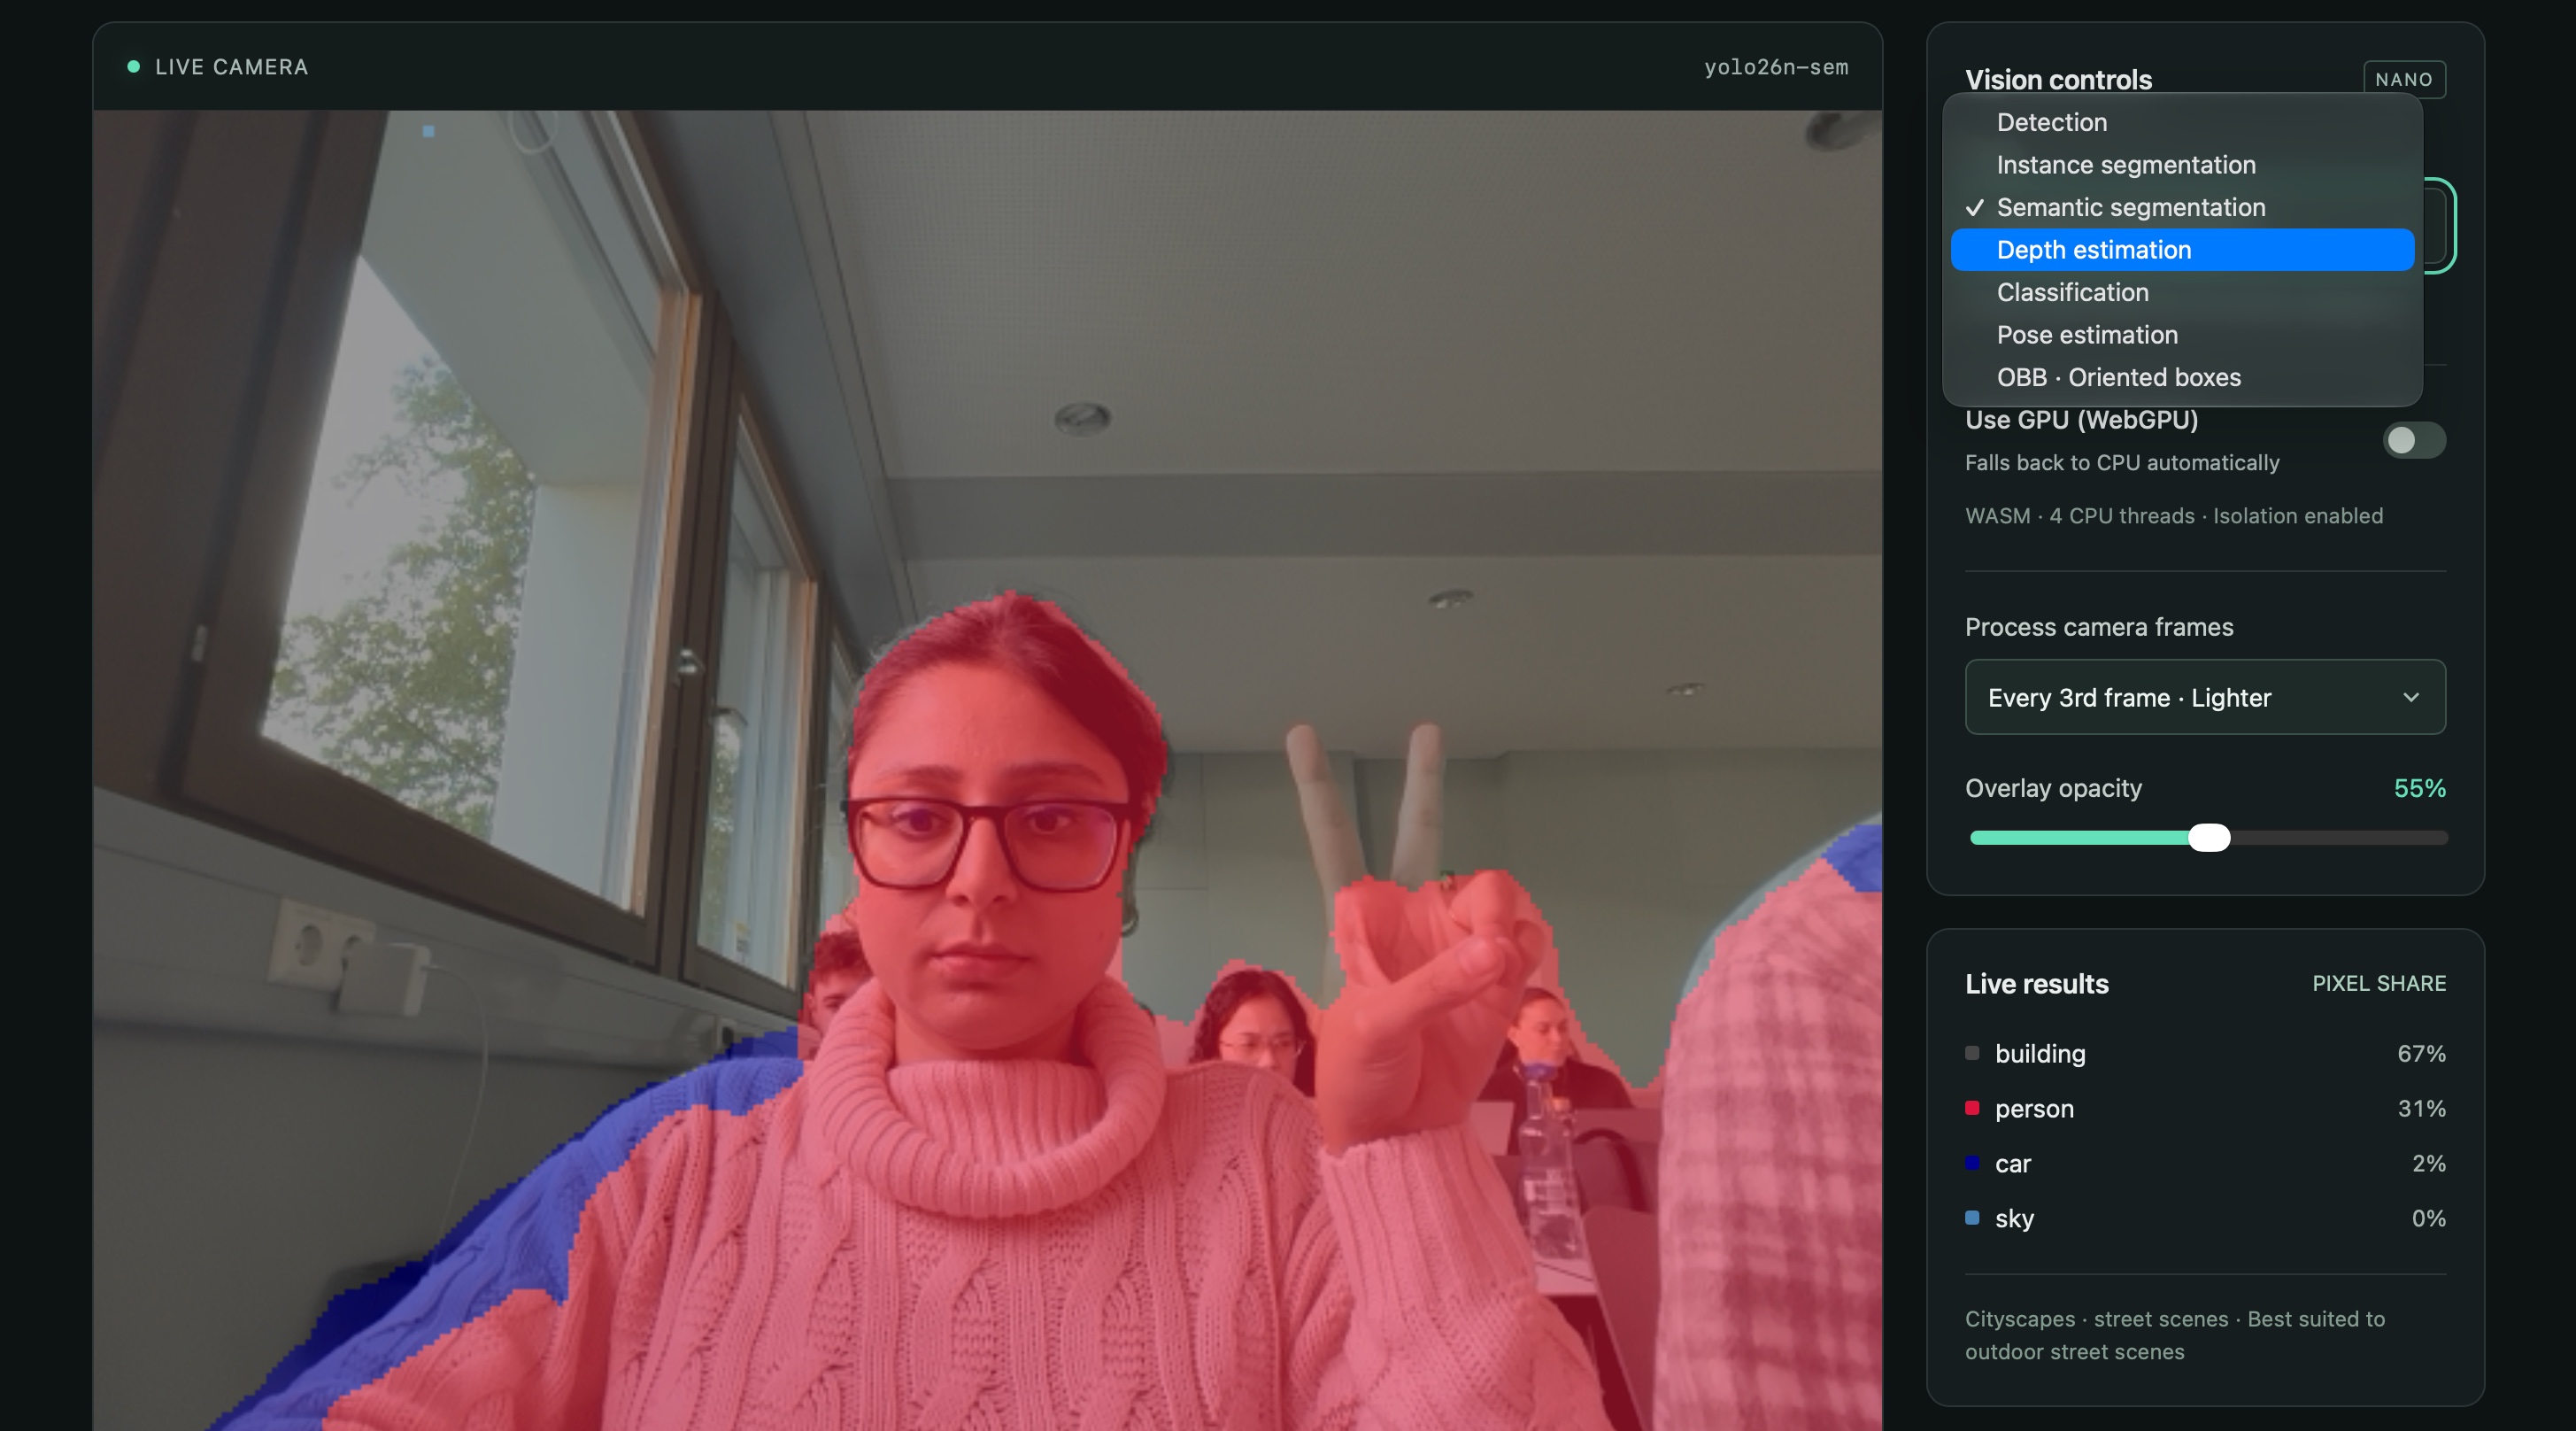 LIVE CAMERA
yolo26n-sem
Vision controls
NANO
Detection
Instance segmentation
✓ Semantic segmentation
Depth estimation
Classification
Pose estimation
OBB · Oriented boxes
Use GPU (WebGPU)
Falls back to CPU automatically
WASM · 4 CPU threads · Isolation enabled
Process camera frames
Every 3rd frame · Lighter
Overlay opacity
55%
Live results
PIXEL SHARE
building 67%
person 31%
car 2%
sky 0%
Cityscapes · street scenes · Best suited to
outdoor street scenes